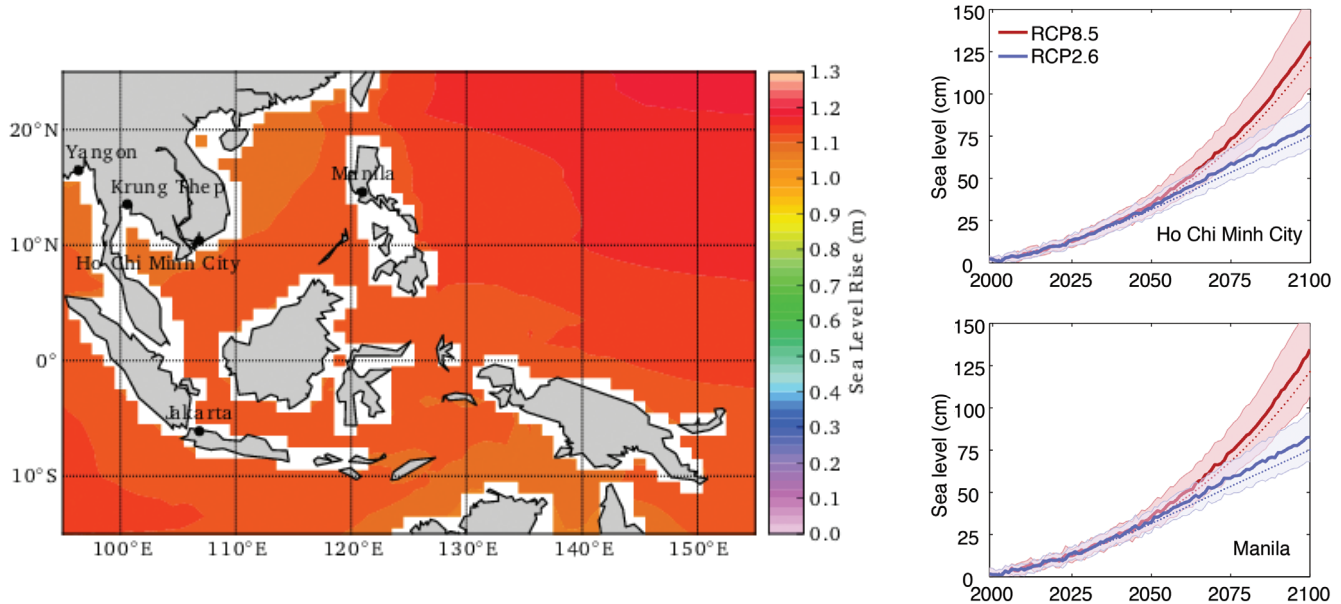 20°N
10°N
0°
10°S
100°E 110°E 120°E 130°E 140°E 150°E
Yangon
Krung Thep
Manila
Ho Chi Minh City
Jakarta
1.3
1.2
1.1
1.0
0.9
0.8
0.7
0.6
0.5
0.4
0.3
0.2
0.1
0.0
Sea Level Rise (m)
150
125
100
75
50
25
0
Sea level (cm)
RCP8.5
RCP2.6
Ho Chi Minh City
2000 2025 2050 2075 2100
150
125
100
75
50
25
0
Sea level (cm)
Manila
2000 2025 2050 2075 2100